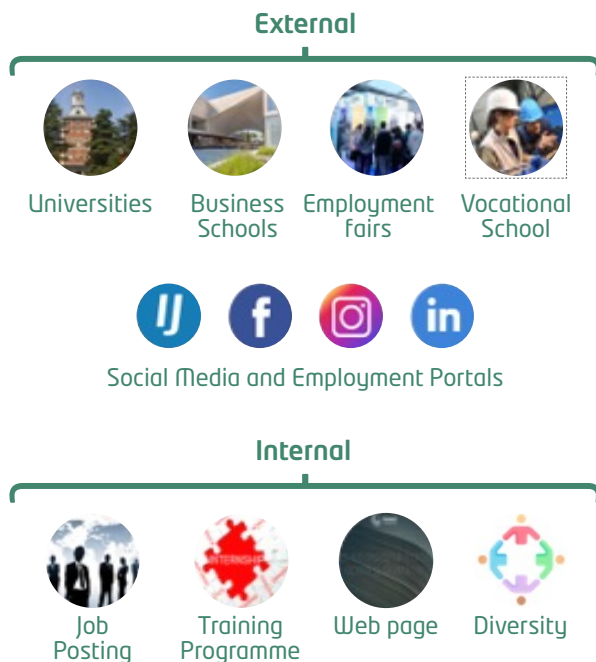 External
Universities
Business
Schools
Employment
fairs
Vocational
School
IJ
f
in
Social Media and Employment Portals
Internal
INTERNSHIP
Job
Posting
Training
Programme
Web page
Diversity